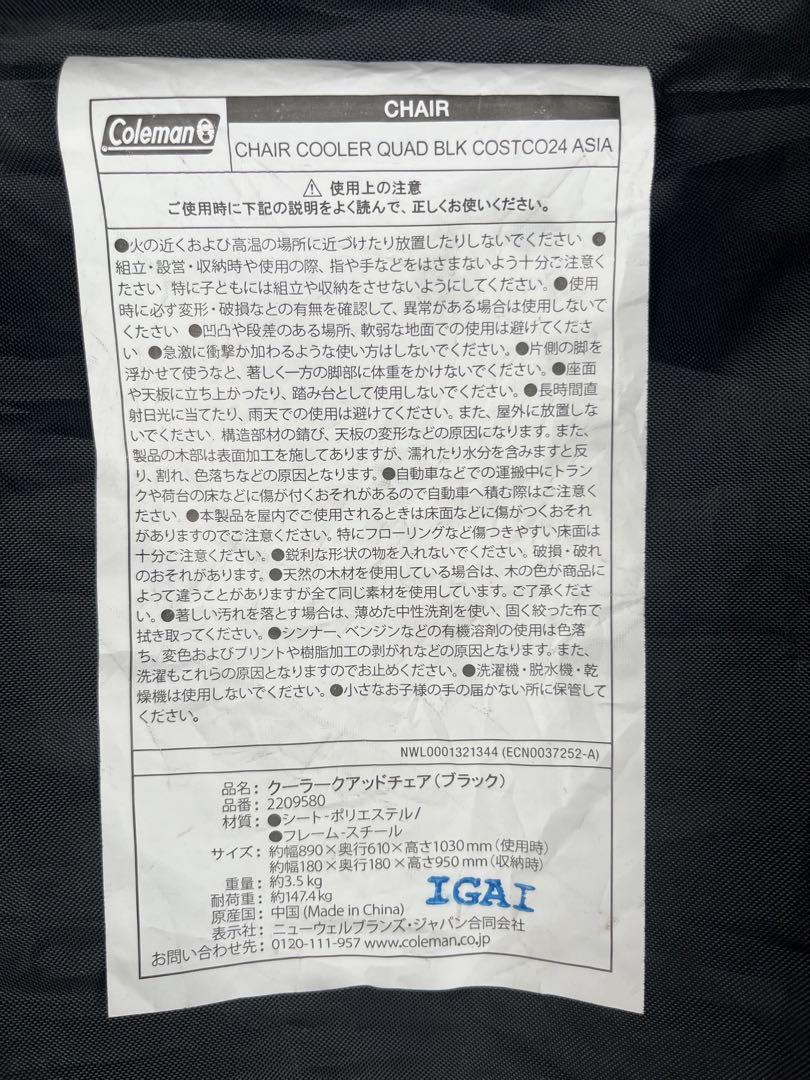 Coleman
CHAIR
CHAIR COOLER QUAD BLK COSTCO24 ASIA
⚠ 使用上の注意
ご使用時に下記の説明をよく読んで、正しくお使いください。
●火の近くおよび高温の場所に近づけたり放置したりしないでください ●
組立・設営・収納時や使用の際、指や手などをはさまないよう十分ご注意く
ださい 特に子どもには組立や収納をさせないようにしてください。●使用
時に必ず変形・破損などの有無を確認して、異常がある場合は使用しないで
ください ●凹凸や段差のある場所、軟弱な地面での使用は避けてくださ
い ●急激に衝撃が加わるような使い方はしないでください。●片側の脚を
浮かせて使うなど、著しく一方の脚部に体重をかけないでください。●座面
や天板に立ち上がったり、踏み台として使用しないでください。●長時間直
射日光に当てたり、雨天での使用は避けてください。また、屋外に放置しな
いでください 構造部材の錆び、天板の変形などの原因になります。また、
製品の木部は表面加工を施してありますが、濡れたり水分を含みますと反
り、割れ、色落ちなどの原因となります。●自動車などでの運搬中にトラン
クや荷台の床などに傷が付くおそれがあるので自動車へ積む際はご注意く
ださい ●本製品を屋内でご使用されるときは床面などに傷がつくおそれ
がありますのでご注意ください。特にフローリングなど傷つきやすい床面は
十分ご注意ください。●鋭利な形状の物を入れないでください。破損・破れ
のおそれがあります。●天然の木材を使用している場合は、木の色が商品に
よって違うことがありますが全て同じ素材を使用しています。ご了承くださ
い。●著しい汚れを落とす場合は、薄めた中性洗剤を使い、固く絞った布で
拭き取ってください。●シンナー、ベンジンなどの有機溶剤の使用は色落
ち、変色およびプリントや樹脂加工の剥がれなどの原因となります。また、
洗濯もこれらの原因となりますのでお止めください。●洗濯機・脱水機・乾
燥機は使用しないでください。●小さなお子様の手の届かない所に保管して
ください。
NWL0001321344 (ECN0037252-A)
品名: クーラークアッドチェア（ブラック）
品番: 2209580
材質: ●シート-ポリエステル/
●フレーム-スチール
サイズ: 約幅890×奥行610×高さ1030mm（使用時）
約幅180×奥行180×高さ950mm（収納時）
重量: 約3.5kg
耐荷重: 約147.4kg
IGAI
原産国: 中国(Made in China)
表示社: ニューウェルブランズ・ジャパン合同会社
お問い合わせ先: 0120-111-957 www.coleman.co.jp